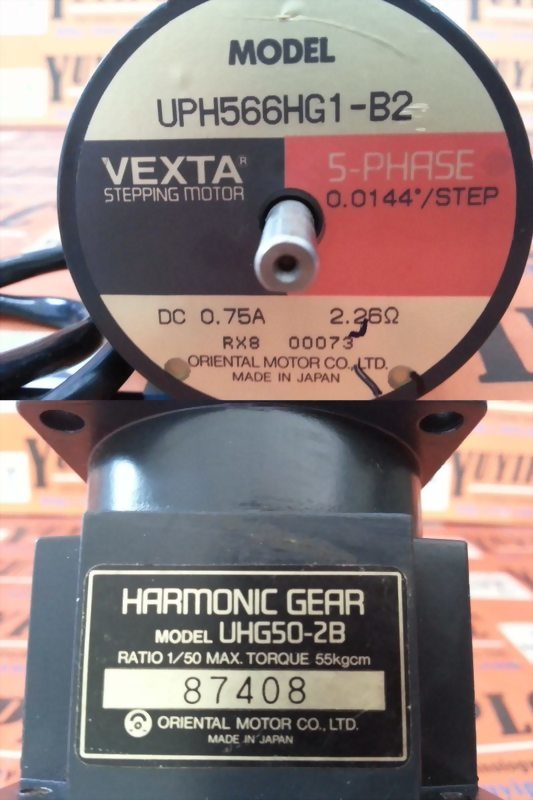 MODEL
UPH566HG1-B2
VEXTA® 5-PHASE
STEPPING MOTOR 0.0144°/STEP
DC 0.75A 2.26Ω
RX8 00073
ORIENTAL MOTOR CO., LTD.
MADE IN JAPAN
HARMONIC GEAR
MODEL UHG50-2B
RATIO 1/50 MAX. TORQUE 55kgcm
87408
ORIENTAL MOTOR CO., LTD.
MADE IN JAPAN